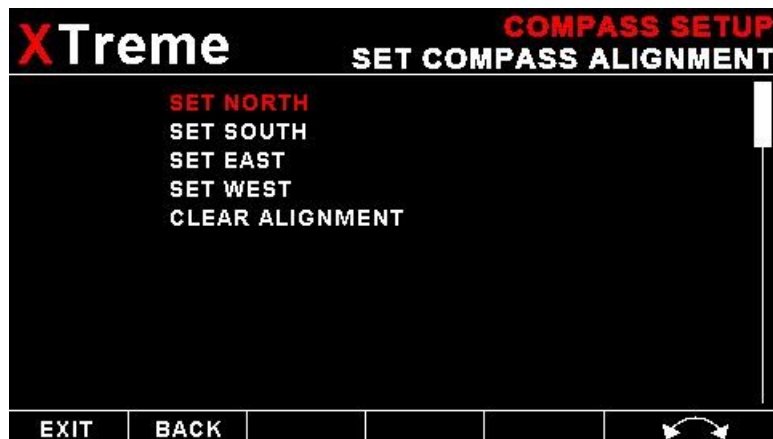 XTreme
COMPASS SETUP
SET COMPASS ALIGNMENT
SET NORTH
SET SOUTH
SET EAST
SET WEST
CLEAR ALIGNMENT
EXIT BACK